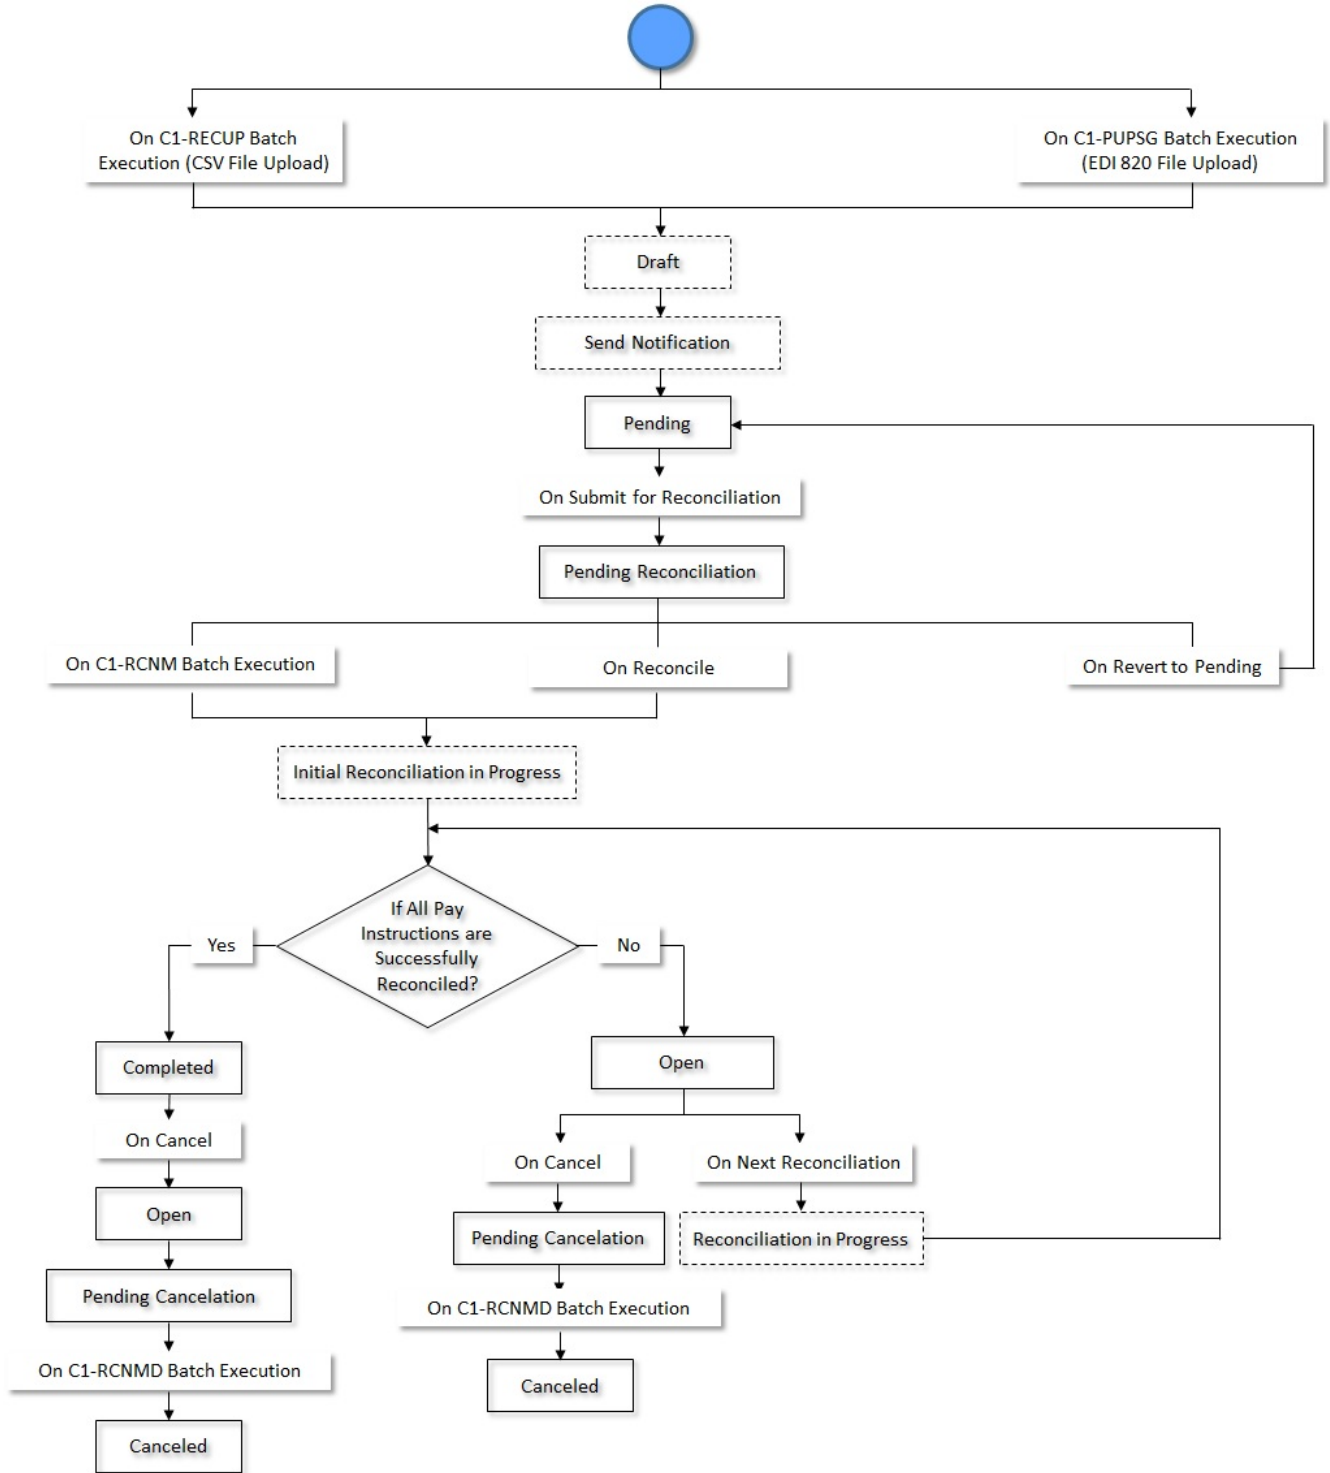 On C1-RECUP Batch
Execution (CSV File Upload)
On C1-PUPSG Batch Execution
(EDI 820 File Upload)
Draft
Send Notification
Pending
On Submit for Reconciliation
Pending Reconciliation
On C1-RCNM Batch Execution
On Reconcile
On Revert to Pending
Initial Reconciliation in Progress
If All Pay
Instructions are
Successfully
Reconciled?
Yes
No
Completed
On Cancel
Open
Pending Cancelation
On C1-RCNMD Batch Execution
Canceled
Open
On Cancel
On Next Reconciliation
Pending Cancelation
Reconciliation in Progress
On C1-RCNMD Batch Execution
Canceled